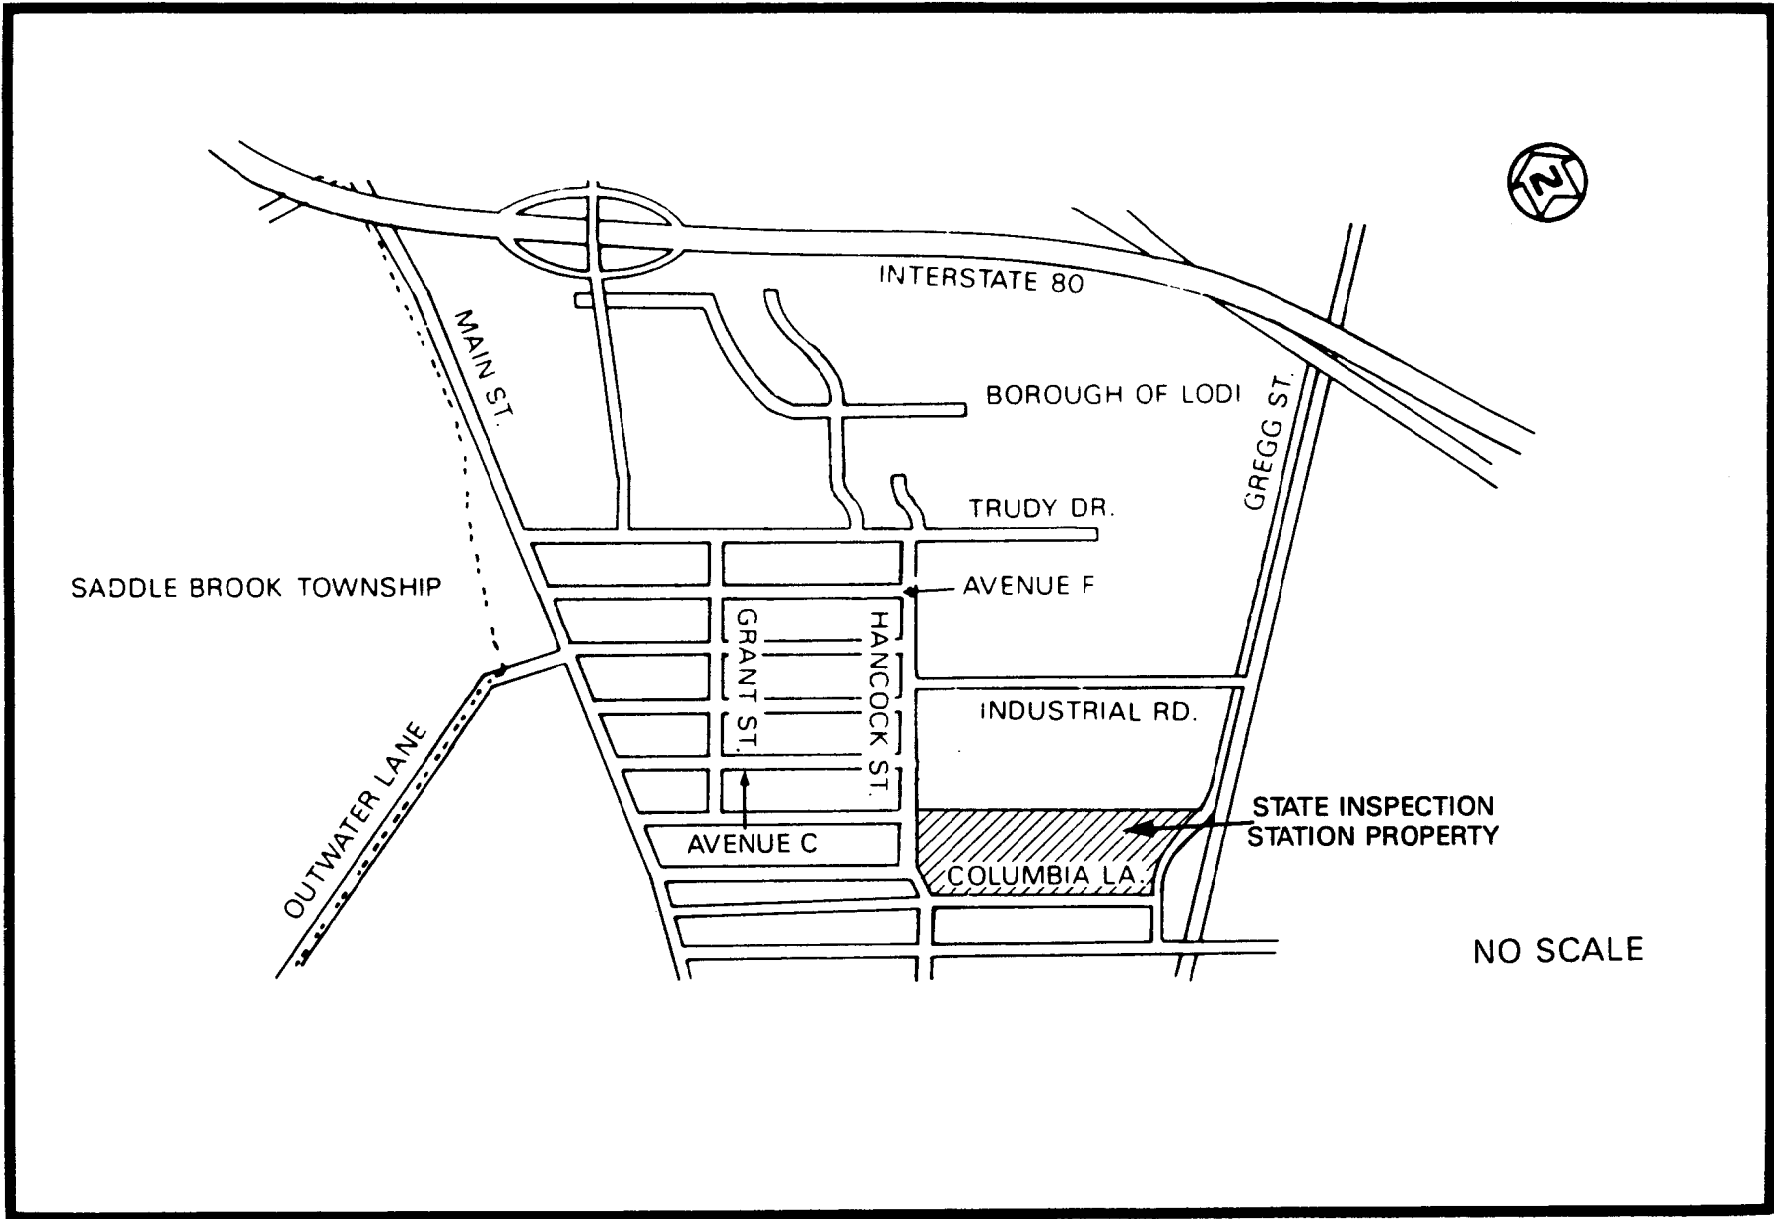 N
INTERSTATE 80
MAIN ST.
BOROUGH OF LODI
GREGG ST.
TRUDY DR.
SADDLE BROOK TOWNSHIP
AVENUE F
GRANT ST.
HANCOCK ST.
INDUSTRIAL RD.
OUTWATER LANE
STATE INSPECTION
STATION PROPERTY
AVENUE C
COLUMBIA LA.
NO SCALE